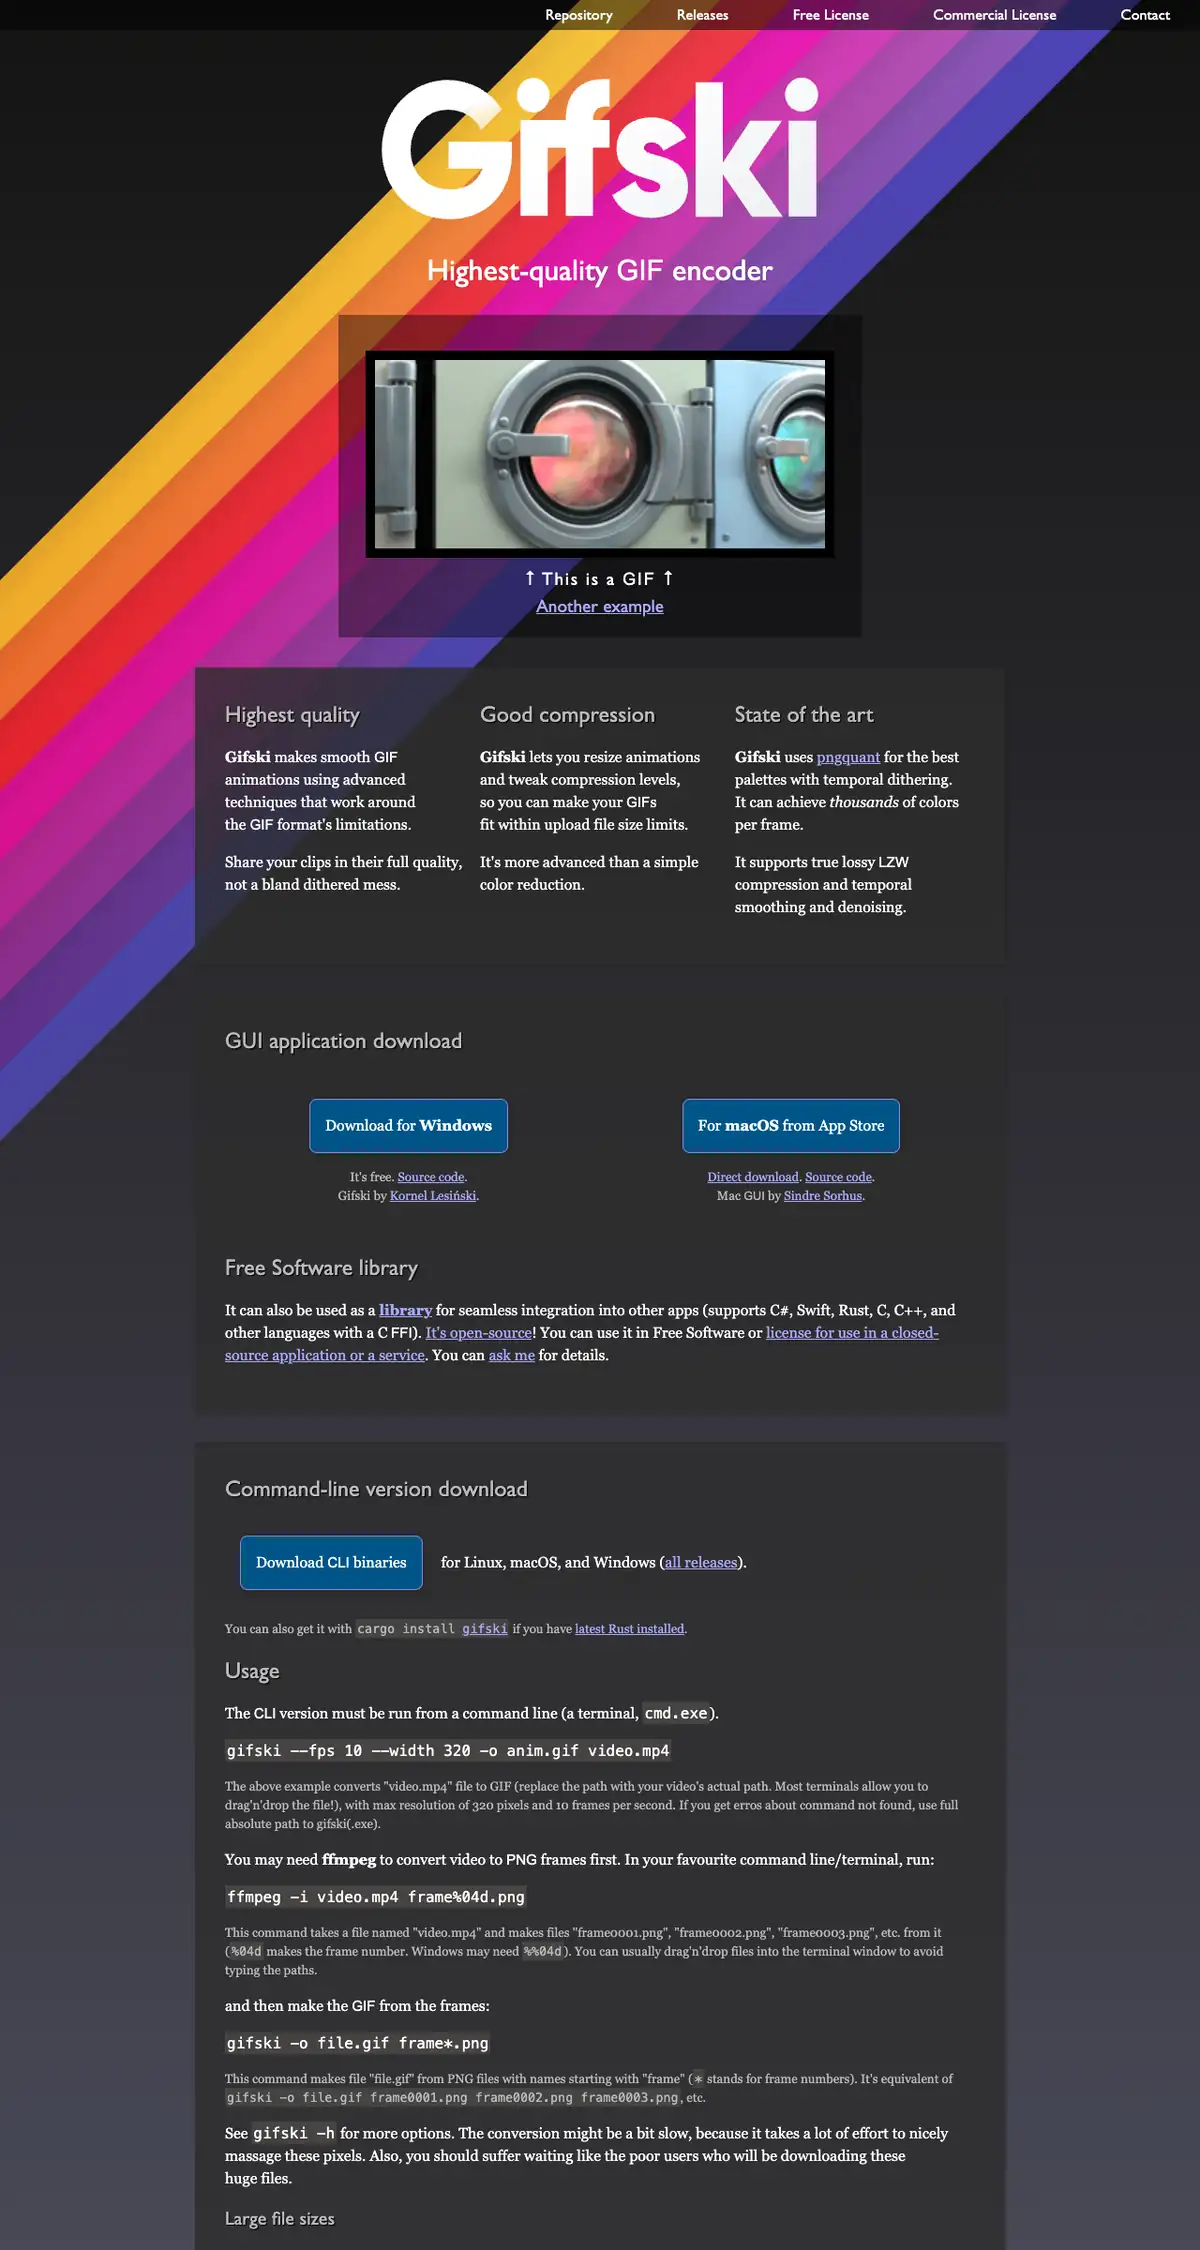 Repository
Releases
Free License
Commercial License
Contact
Gifski
Highest-quality GIF encoder
↑ This is a GIF ↑
Another example
Highest quality
Gifski makes smooth GIF
animations using advanced
techniques that work around
the GIF format's limitations.
Share your clips in their full quality,
not a bland dithered mess.
Good compression
Gifski lets you resize animations
and tweak compression levels,
so you can make your GIFs
fit within upload file size limits.
It's more advanced than a simple
color reduction.
State of the art
Gifski uses pngquant for the best
palettes with temporal dithering.
It can achieve thousands of colors
per frame.
It supports true lossy LZW
compression and temporal
smoothing and denoising.
GUI application download
Download for Windows
It's free. Source code.
Gifski by Kornel Lesiński.
For macOS from App Store
Direct download. Source code.
Mac GUI by Sindre Sorhus.
Free Software library
It can also be used as a library for seamless integration into other apps (supports C#, Swift, Rust, C, C++, and
other languages with a C FFI). It's open-source! You can use it in Free Software or license for use in a closed-
source application or a service. You can ask me for details.
Command-line version download
Download CLI binaries for Linux, macOS, and Windows (all releases).
You can also get it with cargo install gifski if you have latest Rust installed.
Usage
The CLI version must be run from a command line (a terminal, cmd.exe).
gifski --fps 10 --width 320 -o anim.gif video.mp4
The above example converts "video.mp4" file to GIF (replace the path with your video's actual path. Most terminals allow you to
drag'n'drop the file!), with max resolution of 320 pixels and 10 frames per second. If you get erros about command not found, use full
absolute path to gifski(.exe).
You may need ffmpeg to convert video to PNG frames first. In your favourite command line/terminal, run:
ffmpeg -i video.mp4 frame%04d.png
This command takes a file named "video.mp4" and makes files "frame0001.png", "frame0002.png", "frame0003.png", etc. from it
(%04d makes the frame number. Windows may need %%04d). You can usually drag'n'drop files into the terminal window to avoid
typing the paths.
and then make the GIF from the frames:
gifski -o file.gif frame*.png
This command makes file "file.gif" from PNG files with names starting with "frame" (* stands for frame numbers). It's equivalent of
gifski -o file.gif frame0001.png frame0002.png frame0003.png, etc.
See gifski -h for more options. The conversion might be a bit slow, because it takes a lot of effort to nicely
massage these pixels. Also, you should suffer waiting like the poor users who will be downloading these
huge files.
Large file sizes